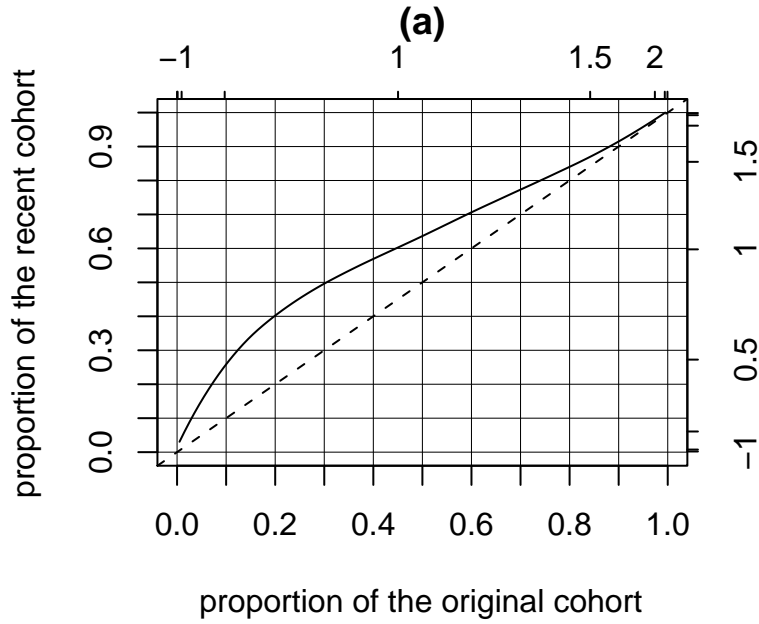 (a)
−1 1 1.5 2
proportion of the recent cohort
0.9
0.6
0.3
0.0
1.5
1
0.5
−1
0.0 0.2 0.4 0.6 0.8 1.0
proportion of the original cohort